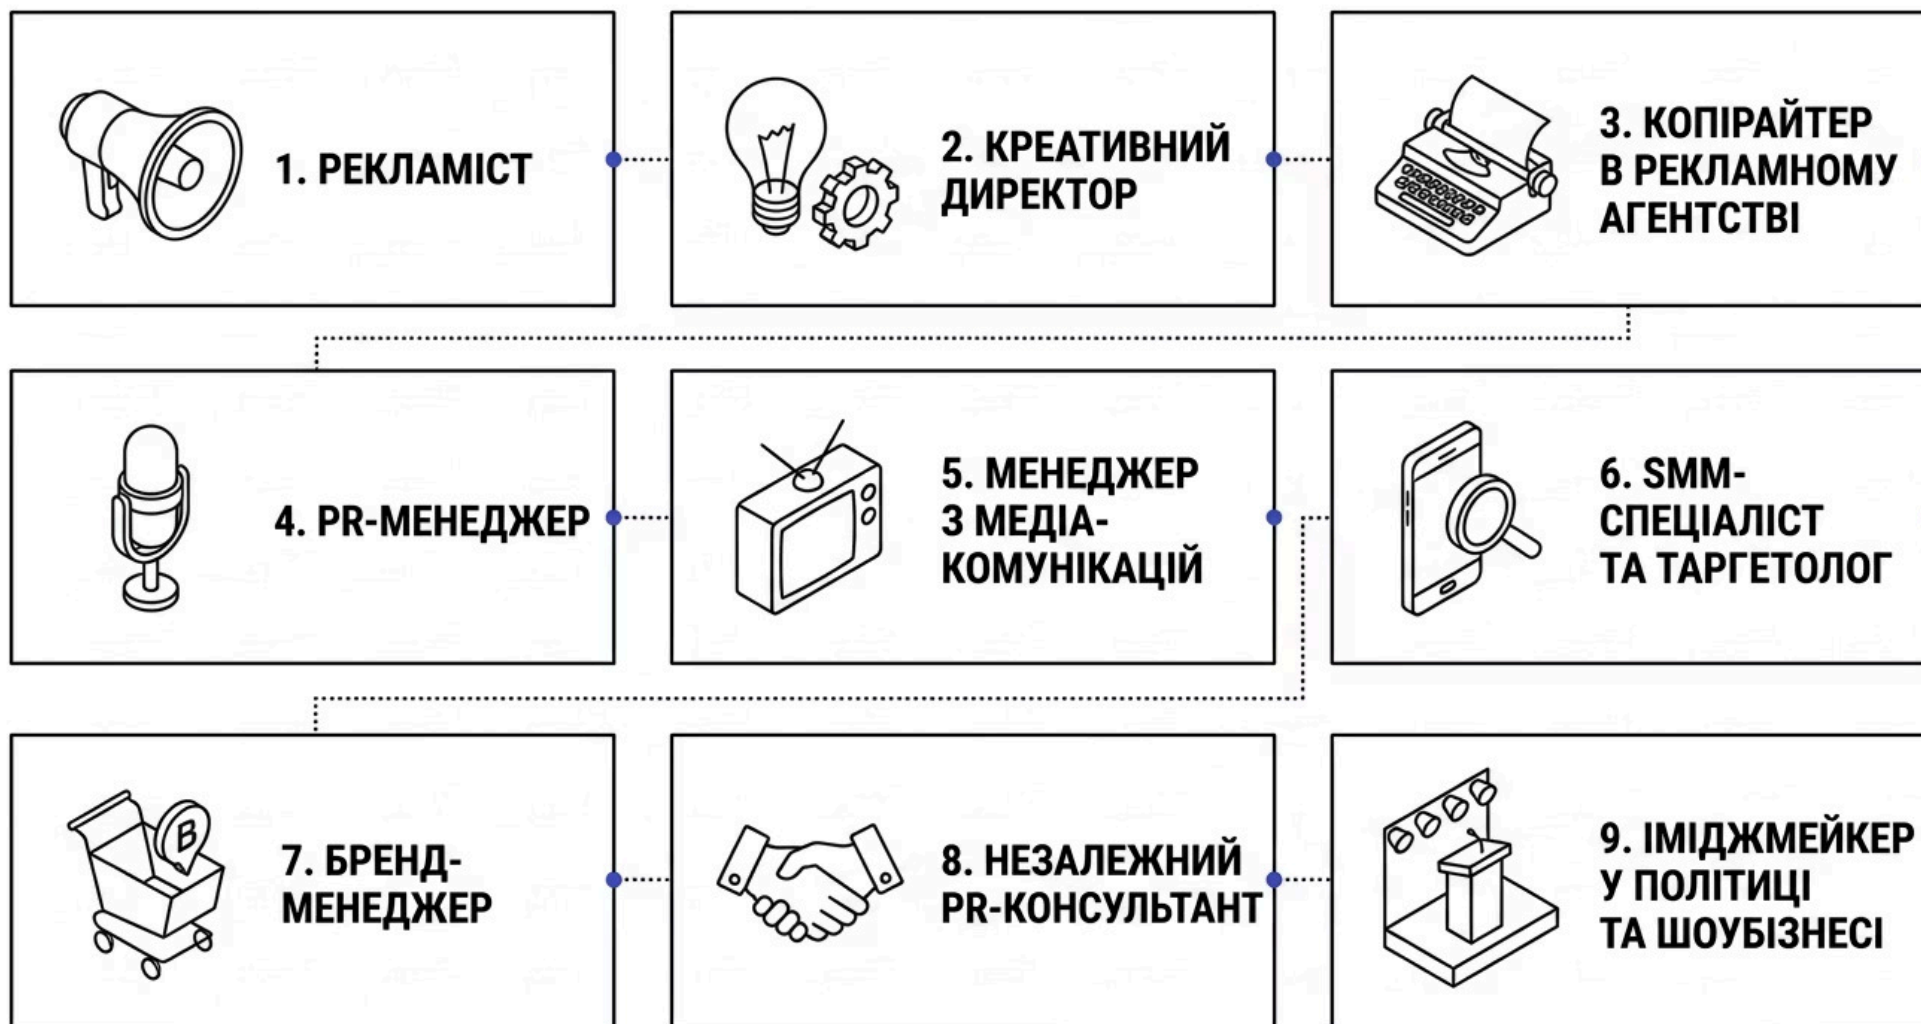 1. РЕКЛАМІСТ
2. КРЕАТИВНИЙ
ДИРЕКТОР
3. КОПІРАЙТЕР
В РЕКЛАМНОМУ
АГЕНТСТВІ
4. PR-МЕНЕДЖЕР
5. МЕНЕДЖЕР
З МЕДІА-
КОМУНІКАЦІЙ
6. SMM-
СПЕЦІАЛІСТ
ТА ТАРГЕТОЛОГ
B
7. БРЕНД-
МЕНЕДЖЕР
8. НЕЗАЛЕЖНИЙ
PR-КОНСУЛЬТАНТ
9. ІМІДЖМЕЙКЕР
У ПОЛІТИЦІ
ТА ШОУБІЗНЕСІ